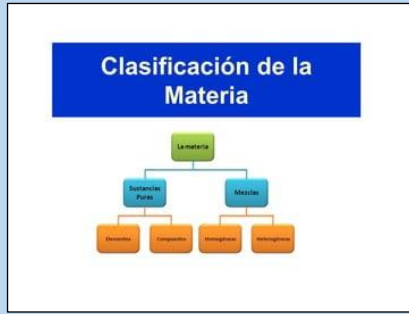 Clasificación de la
Materia
La materia
Sustancias
Puras
Mezclas
Elementos
Compuestos
Homogéneas
Heterogéneas